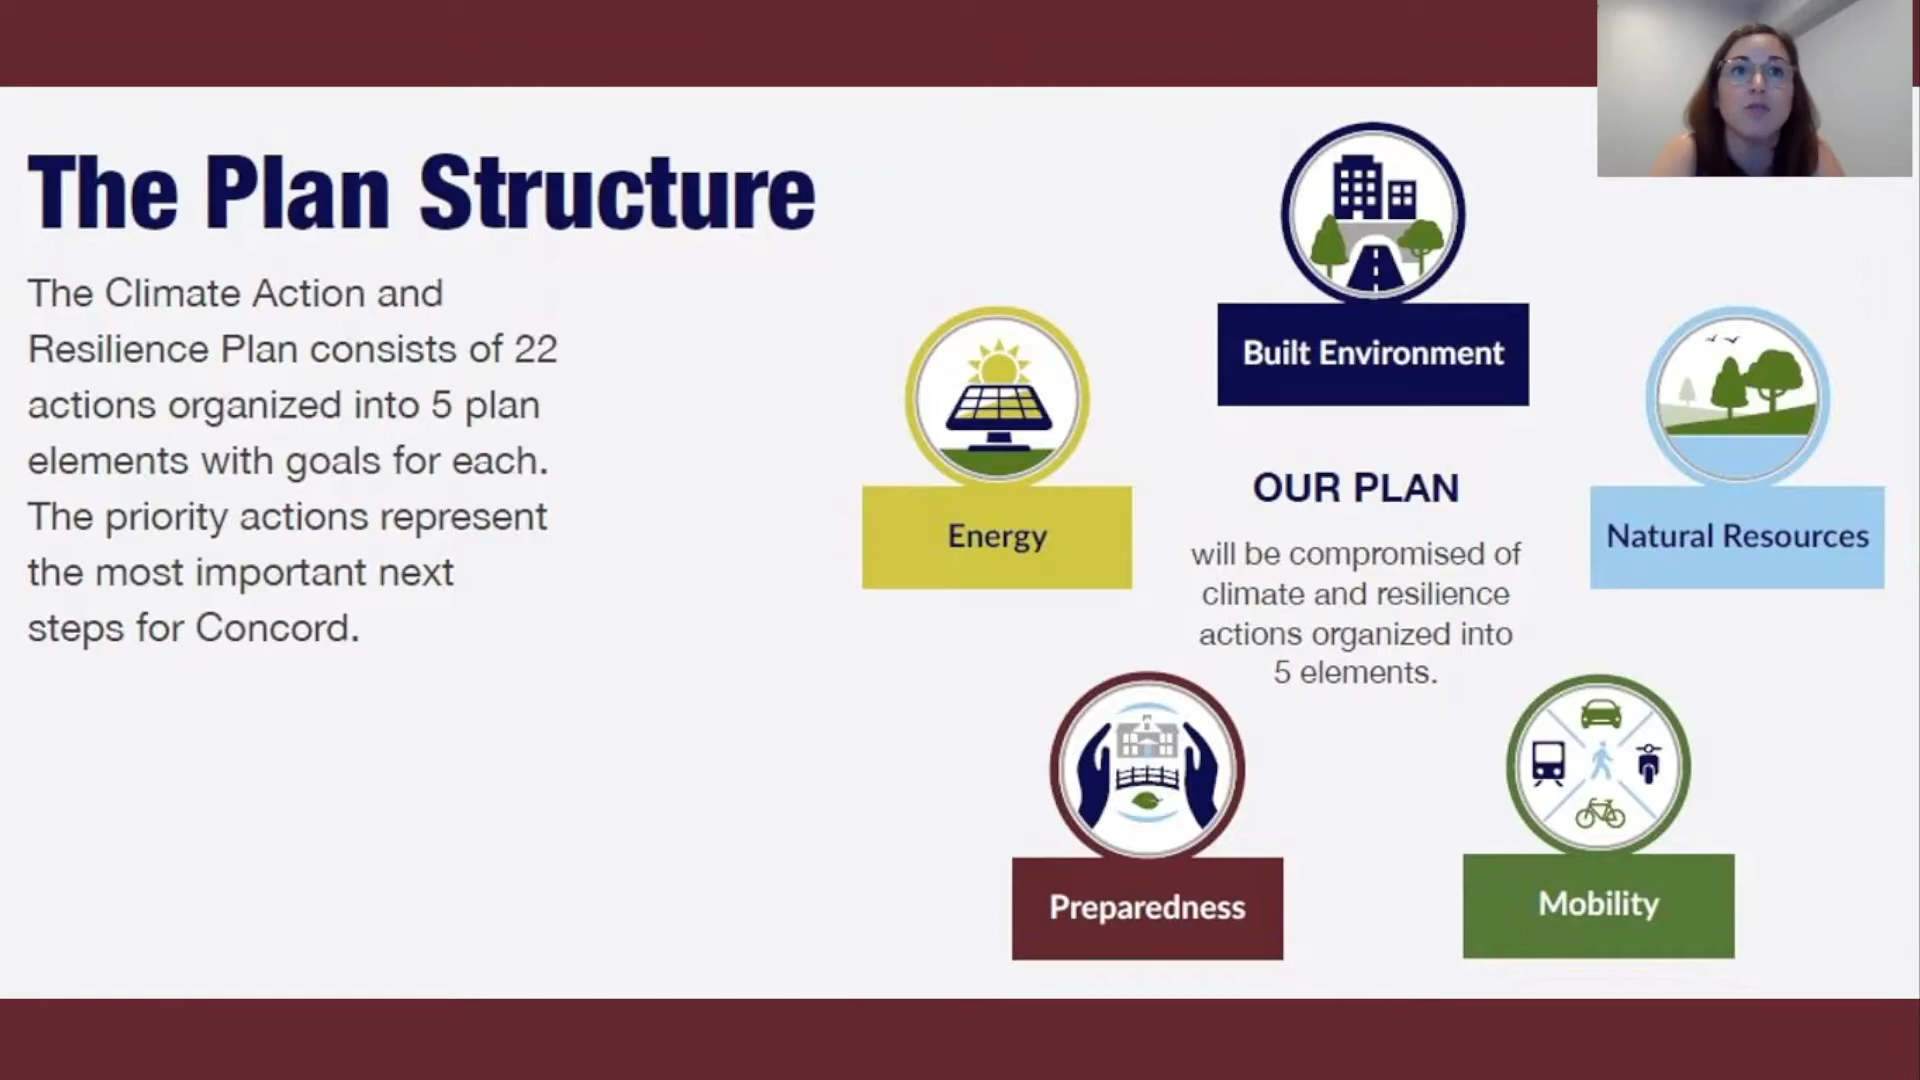 The Plan Structure
The Climate Action and
Resilience Plan consists of 22
actions organized into 5 plan
elements with goals for each.
The priority actions represent
the most important next
steps for Concord.
Built Environment
Energy
Natural Resources
OUR PLAN
will be compromised of
climate and resilience
actions organized into
5 elements.
Preparedness
Mobility